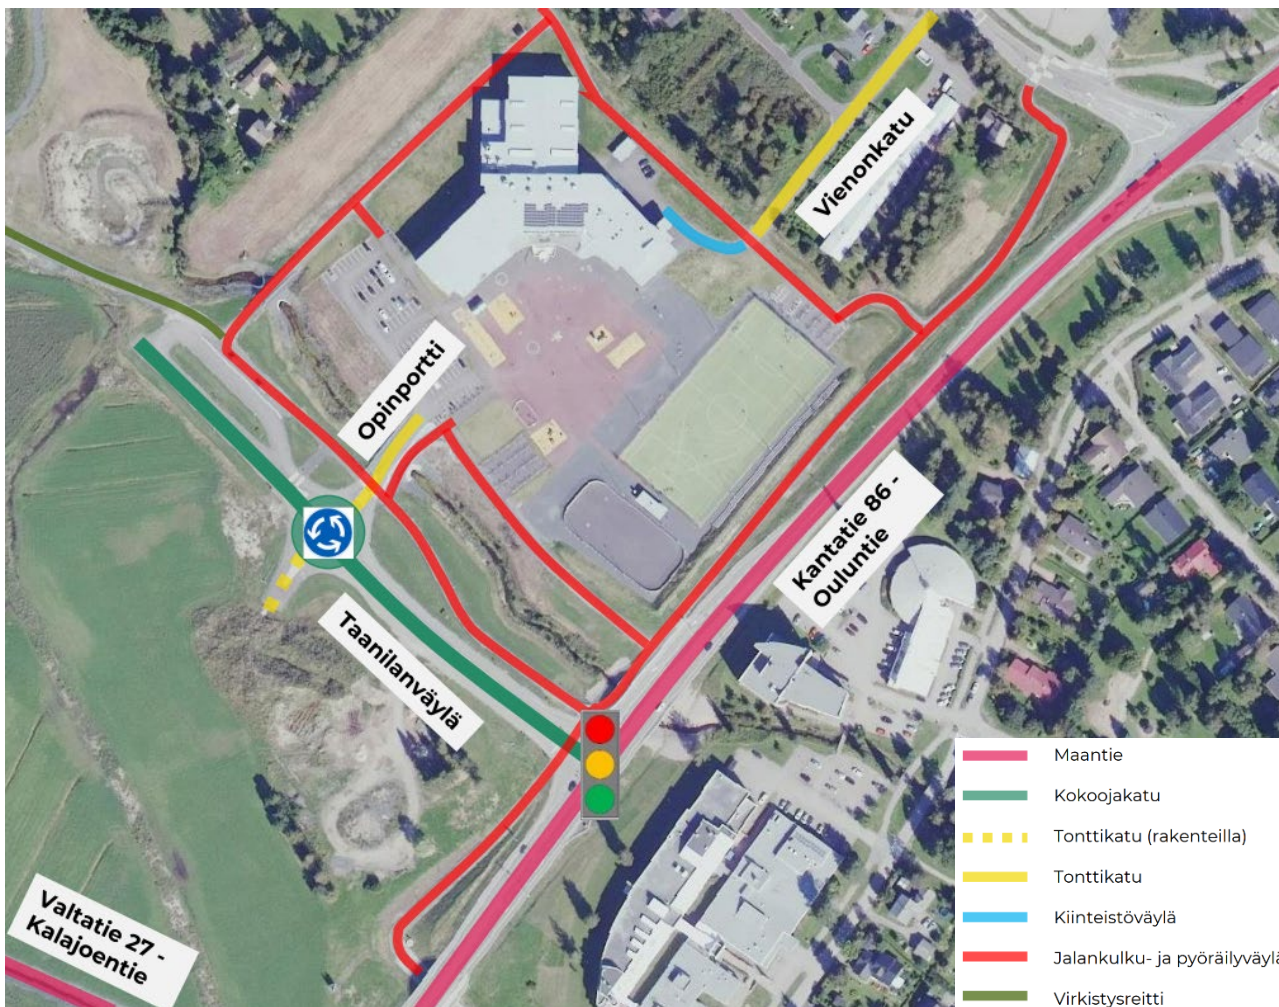 Vienonkatu
Opinportti
Kantatie 86 -
Ouluntie
Taanilanväylä
Valtatie 27 -
Kalajoentie
Maantie
Kokoojakatu
Tonttikatu (rakenteilla)
Tonttikatu
Kiinteistöväylä
Jalankulku- ja pyöräilyväylä
Virkistysreitti